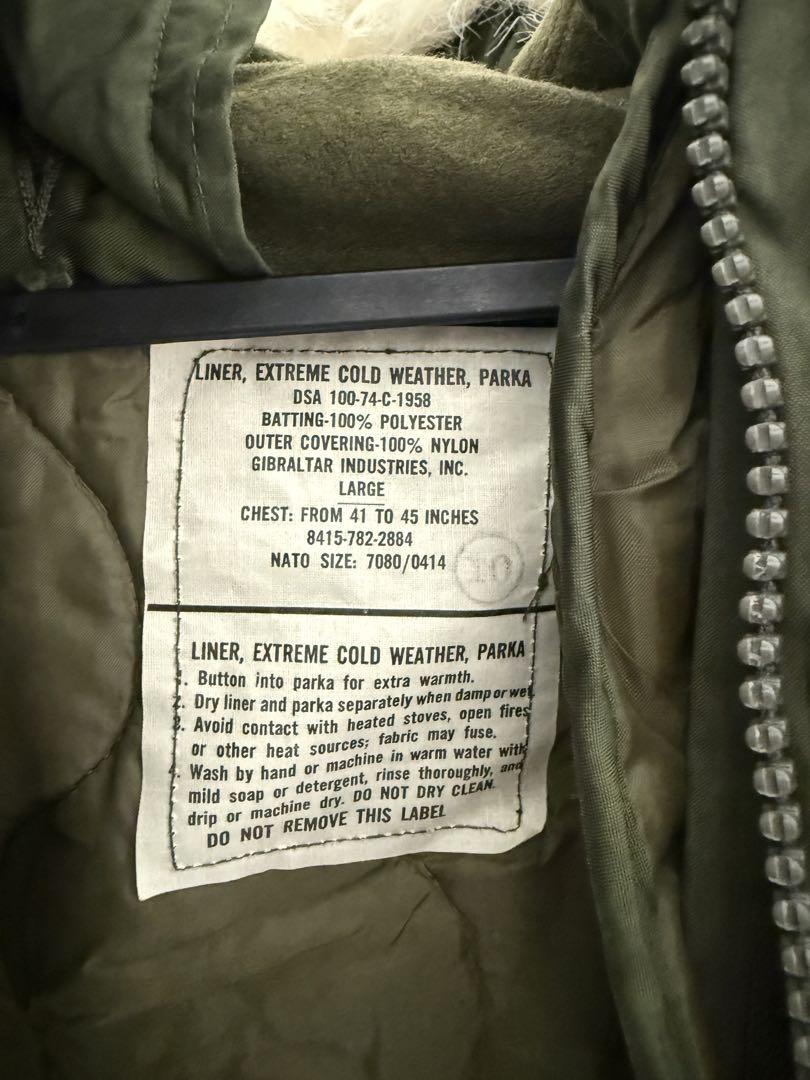 LINER, EXTREME COLD WEATHER, PARKA
DSA 100-74-C-1958
BATTING-100% POLYESTER
OUTER COVERING-100% NYLON
GIBRALTAR INDUSTRIES, INC.
LARGE
CHEST: FROM 41 TO 45 INCHES
8415-782-2884
NATO SIZE: 7080/0414
LINER, EXTREME COLD WEATHER, PARKA
1. Button into parka for extra warmth.
2. Dry liner and parka separately when damp or wet.
3. Avoid contact with heated stoves, open fires
or other heat sources; fabric may fuse.
4. Wash by hand or machine in warm water with
mild soap or detergent, rinse thoroughly, and
drip or machine dry. DO NOT DRY CLEAN.
DO NOT REMOVE THIS LABEL